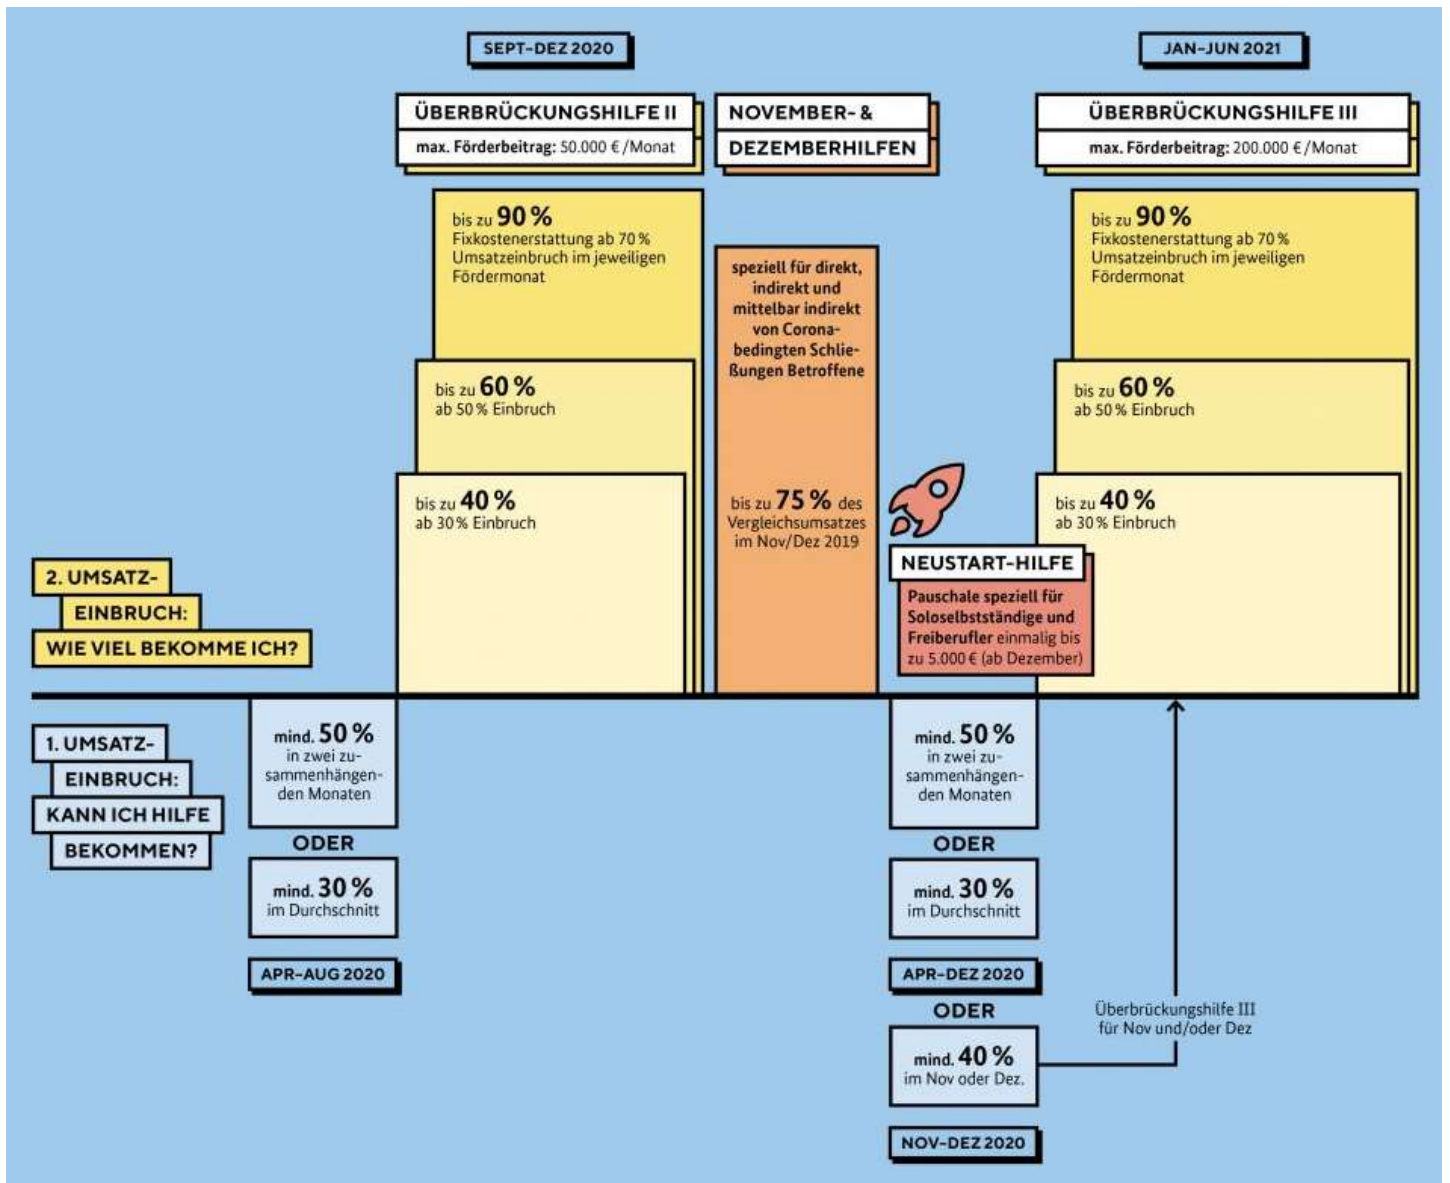 SEPT–DEZ 2020
ÜBERBRÜCKUNGSHILFE II
max. Förderbeitrag: 50.000 €/Monat
bis zu 90 %
Fixkostenerstattung ab 70 %
Umsatzeinbruch im jeweiligen
Fördermonat
bis zu 60 %
ab 50 % Einbruch
bis zu 40 %
ab 30 % Einbruch
NOVEMBER- &
DEZEMBERHILFEN
speziell für direkt,
indirekt und
mittelbar indirekt
von Corona-
bedingten Schlie-
ßungen Betroffene
bis zu 75 % des
Vergleichsumsatzes
im Nov/Dez 2019
NEUSTART-HILFE
Pauschale speziell für
Soloselbstständige und
Freiberufler einmalig bis
zu 5.000 € (ab Dezember)
JAN–JUN 2021
ÜBERBRÜCKUNGSHILFE III
max. Förderbeitrag: 200.000 €/Monat
bis zu 90 %
Fixkostenerstattung ab 70 %
Umsatzeinbruch im jeweiligen
Fördermonat
bis zu 60 %
ab 50 % Einbruch
bis zu 40 %
ab 30 % Einbruch
2. UMSATZ-
EINBRUCH:
WIE VIEL BEKOMME ICH?
1. UMSATZ-
EINBRUCH:
KANN ICH HILFE
BEKOMMEN?
mind. 50 %
in zwei zu-
sammenhängen-
den Monaten
ODER
mind. 30 %
im Durchschnitt
APR–AUG 2020
mind. 50 %
in zwei zu-
sammenhängen-
den Monaten
ODER
mind. 30 %
im Durchschnitt
APR–DEZ 2020
ODER
mind. 40 %
im Nov oder Dez.
NOV–DEZ 2020
Überbrückungshilfe III
für Nov und/oder Dez